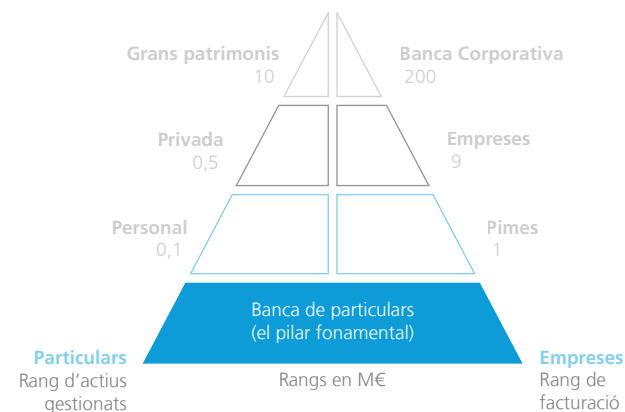 Grans patrimonis
10
Banca Corporativa
200
Privada
0,5
Empreses
9
Personal
0,1
Pimes
1
Banca de particulars
(el pilar fonamental)
Particulars
Rang d’actius
gestionats
Rangs en M€
Empreses
Rang de
facturació